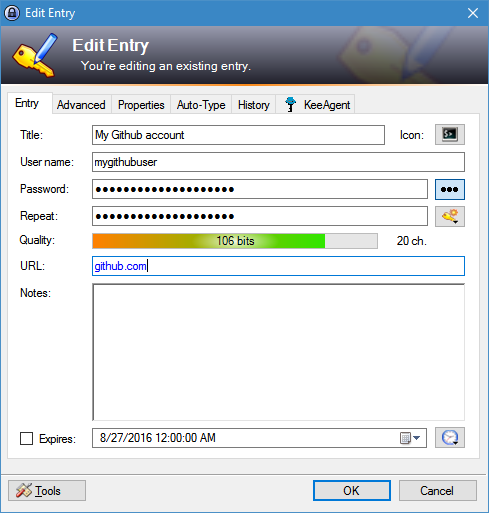 Edit Entry
Edit Entry
You're editing an existing entry.
Entry Advanced Properties Auto-Type History KeeAgent
Title: My Github account Icon:
User name: mygithubuser
Password: ●●●●●●●●●●●●●●●●●●●● ●●●
Repeat: ●●●●●●●●●●●●●●●●●●●●
Quality: 106 bits 20 ch.
URL: github.com
Notes:
Expires: 8/27/2016 12:00:00 AM
Tools OK Cancel